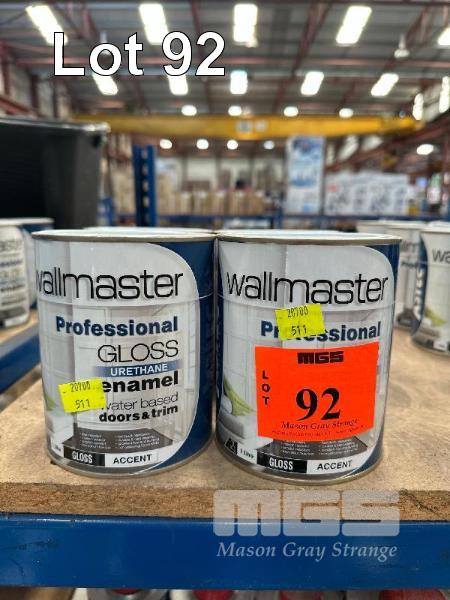 Lot 92
wallmaster
Professional
GLOSS
URETHANE
enamel
water based
doors & trim
20700
511
GLOSS
ACCENT
wallmaster
Professional
20700
511
MGS
LOT
92
Mason Gray Strange
GLOSS
ACCENT
MGS
Mason Gray Strange